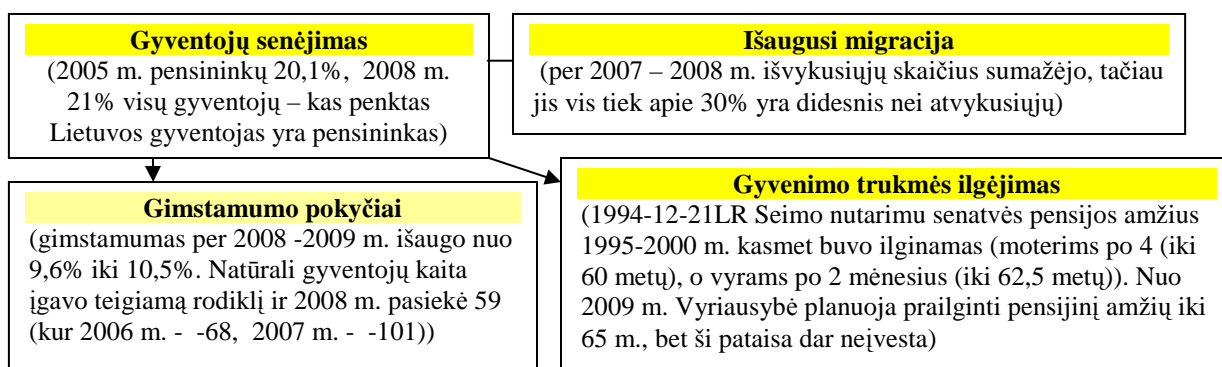 Gyventojų senėjimas
(2005 m. pensininkų 20,1%, 2008 m.
21% visų gyventojų – kas penktas
Lietuvos gyventojas yra pensininkas)
Išaugusi migracija
(per 2007 – 2008 m. išvykusiųjų skaičius sumažėjo, tačiau
jis vis tiek apie 30% yra didesnis nei atvykusiųjų)
Gimstamumo pokyčiai
(gimstamumas per 2008 -2009 m. išaugo nuo
9,6% iki 10,5%. Natūrali gyventojų kaita
įgavo teigiamą rodiklį ir 2008 m. pasiekė 59
(kur 2006 m. - -68, 2007 m. - -101))
Gyvenimo trukmės ilgėjimas
(1994-12-21LR Seimo nutarimu senatvės pensijos amžius
1995-2000 m. kasmet buvo ilginamas (moterims po 4 (iki
60 metų), o vyrams po 2 mėnesius (iki 62,5 metų)). Nuo
2009 m. Vyriausybė planuoja prailginti pensijinį amžių iki
65 m., bet ši pataisa dar neįvesta)